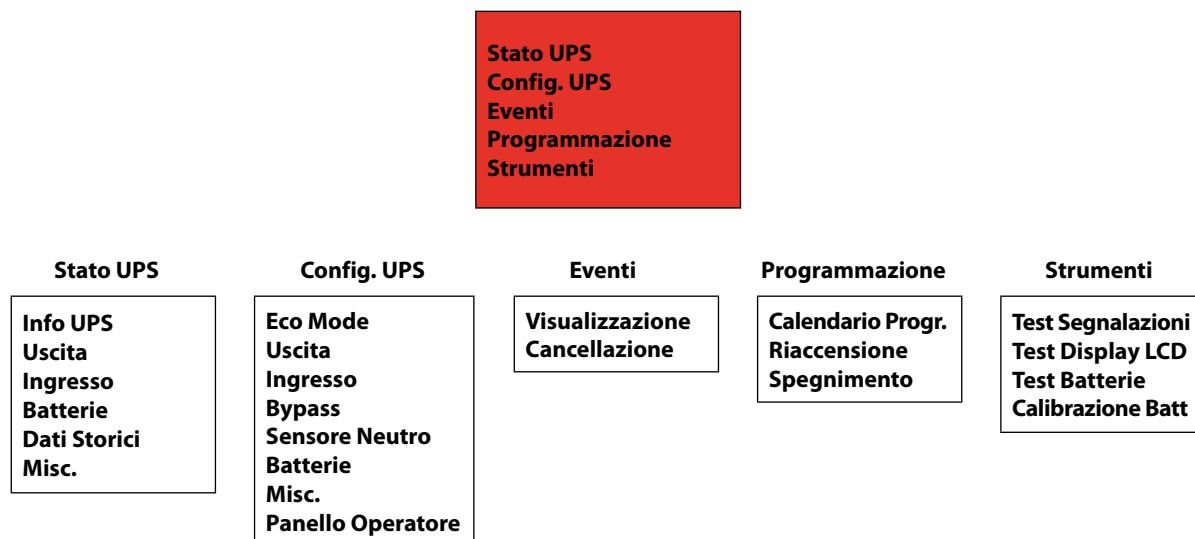 Stato UPS
Config. UPS
Eventi
Programmazione
Strumenti
Stato UPS
Info UPS
Uscita
Ingresso
Batterie
Dati Storici
Misc.
Config. UPS
Eco Mode
Uscita
Ingresso
Bypass
Sensore Neutro
Batterie
Misc.
Panello Operatore
Eventi
Visualizzazione
Cancellazione
Programmazione
Calendario Progr.
Riaccensione
Spegnimento
Strumenti
Test Segnalazioni
Test Display LCD
Test Batterie
Calibrazione Batt